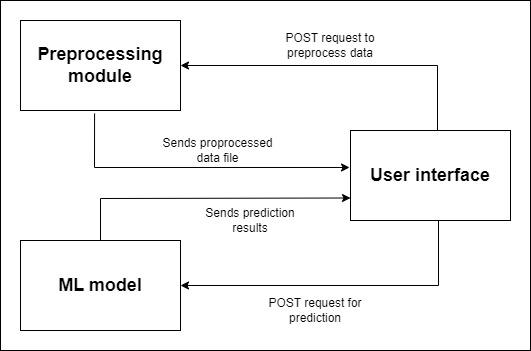 POST request to
preprocess data
Preprocessing
module
Sends proprocessed
data file
User interface
Sends prediction
results
ML model
POST request for
prediction